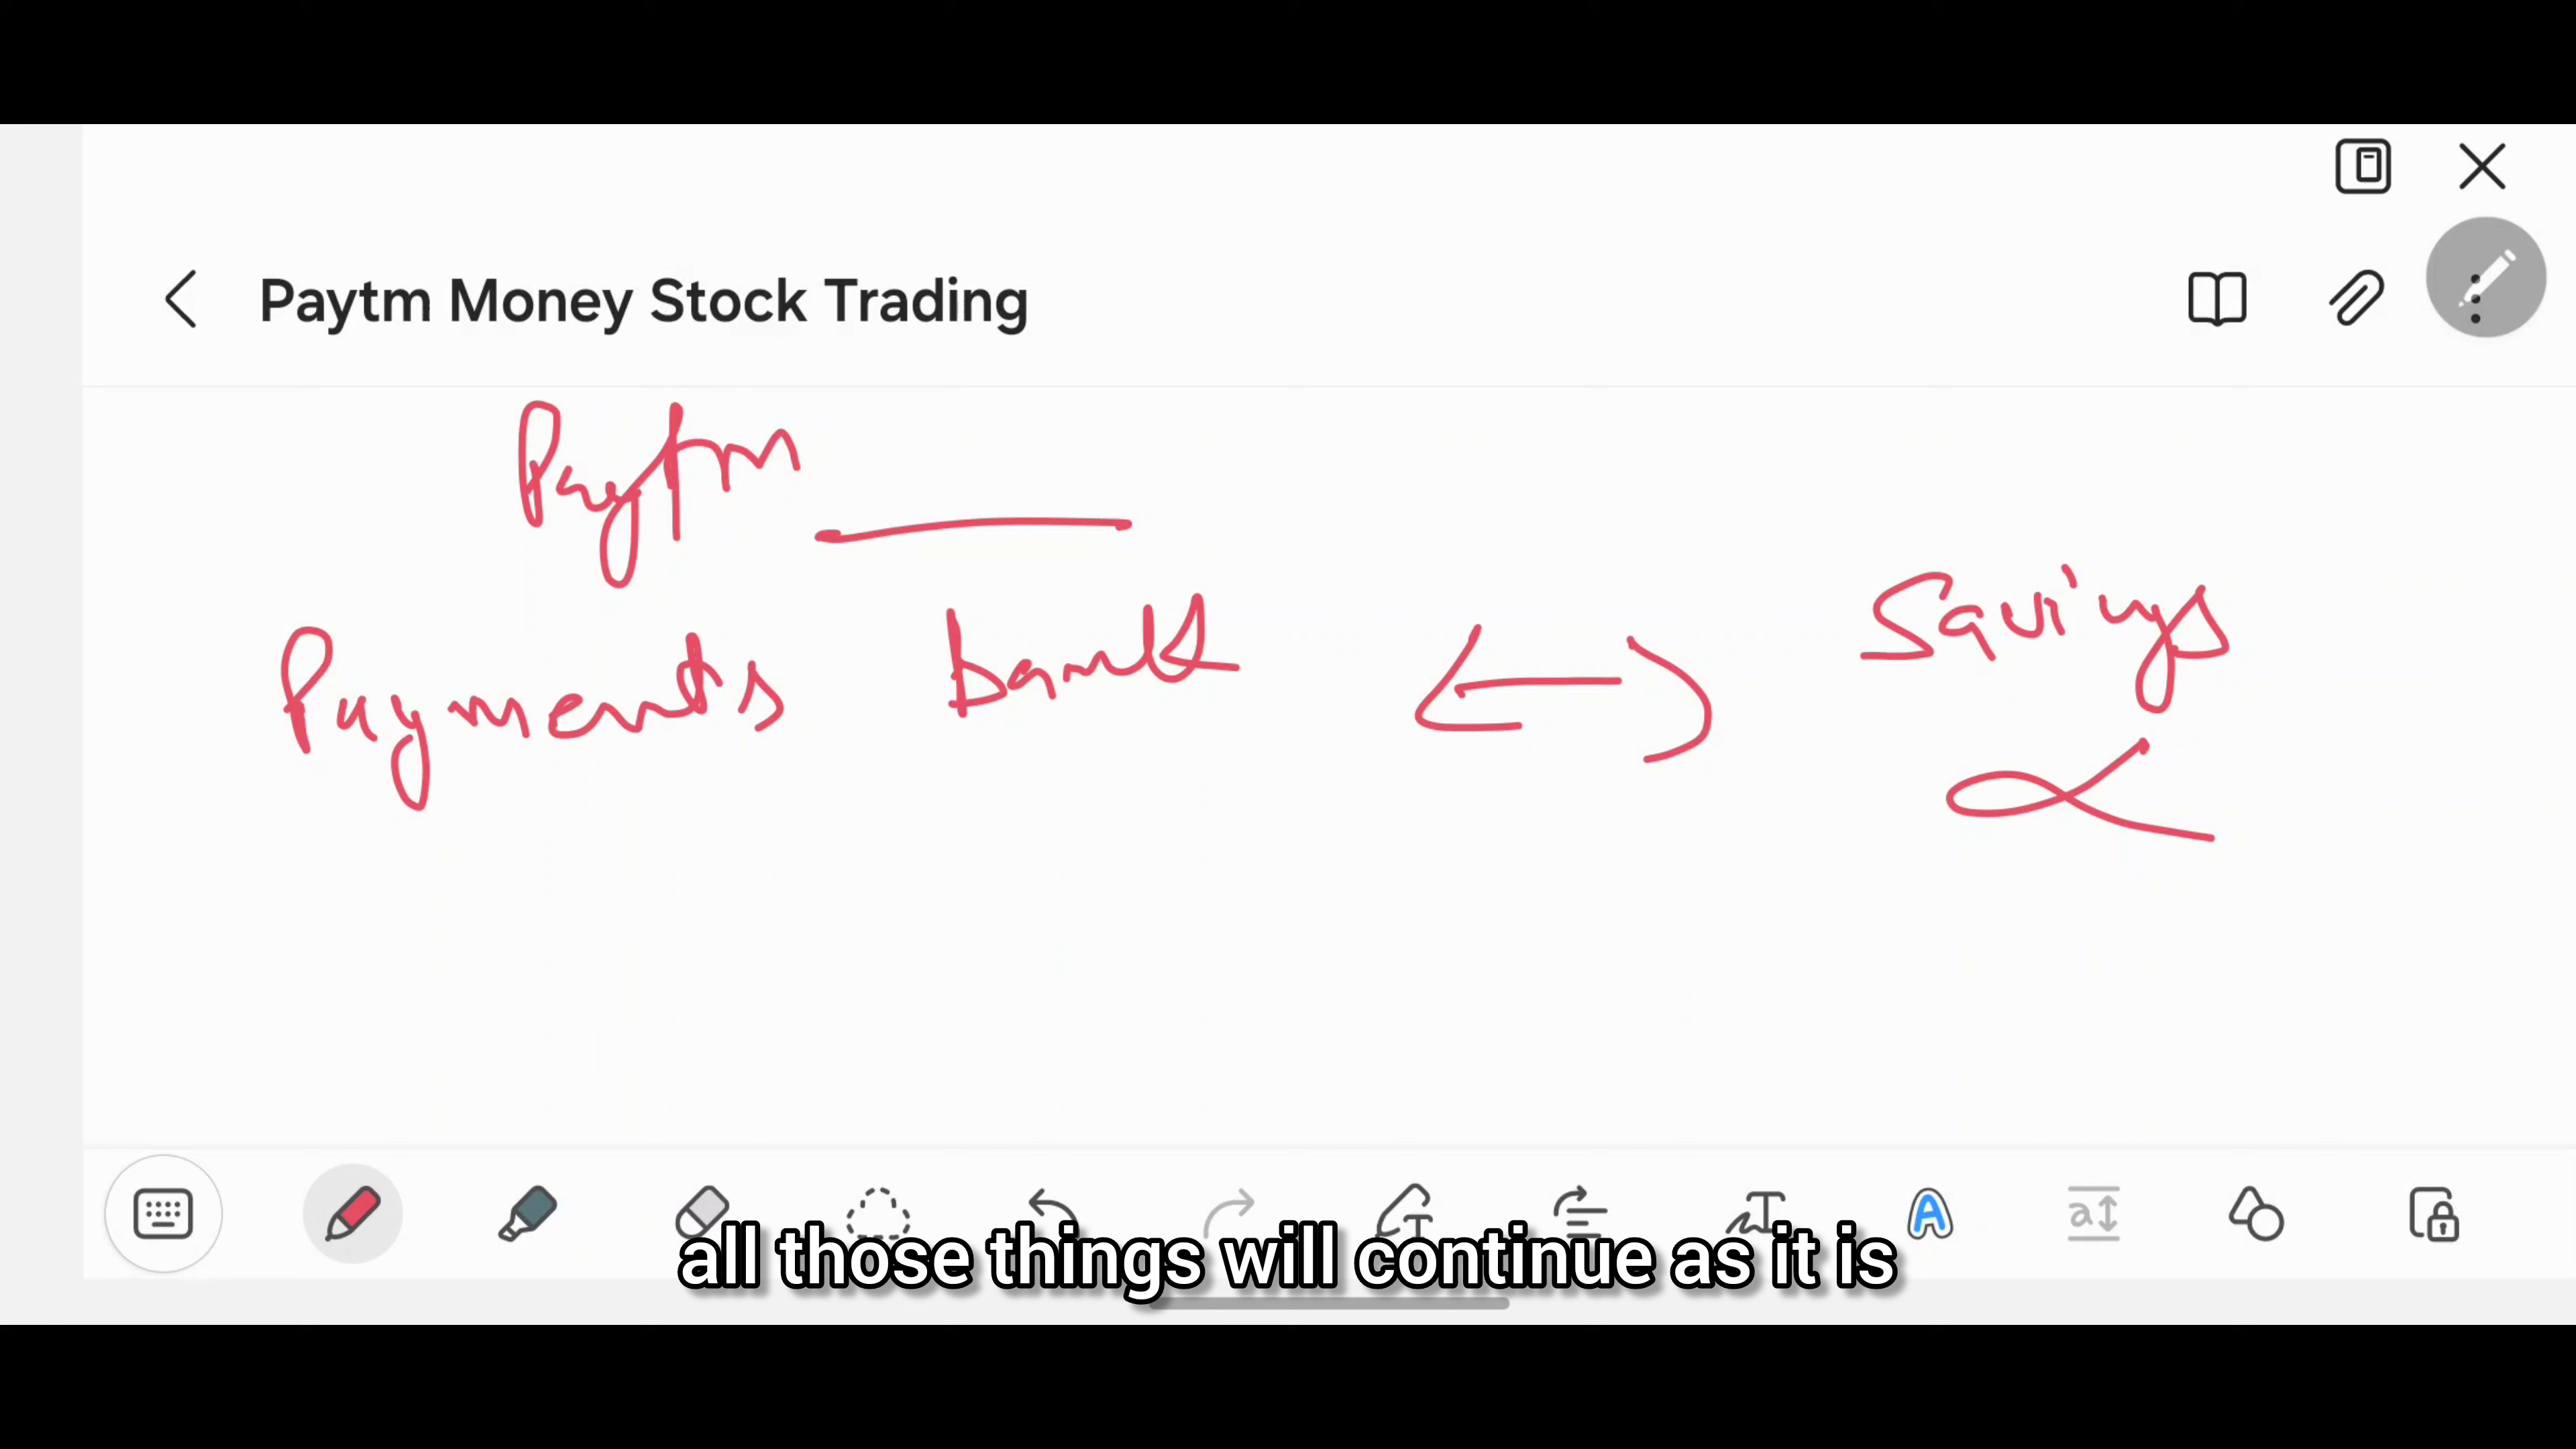 Paytm Money Stock Trading
Paytm
Payments bank
Savings
all those things will continue as it is